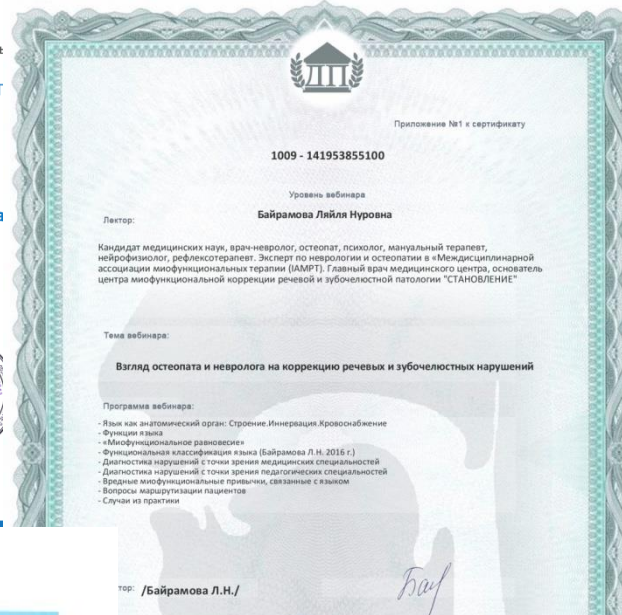 Приложение №1 к сертификату
1009 - 141953855100
Уровень вебинара
Лектор:
Байрамова Ляйля Нуровна
Кандидат медицинских наук, врач-невролог, остеопат, психолог, мануальный терапевт,
нейрофизиолог, рефлексотерапевт. Эксперт по неврологии и остеопатии в «Междисциплинарной
ассоциации миофункциональных терапии (IAMPT). Главный врач медицинского центра, основатель
центра миофункциональной коррекции речевой и зубочелюстной патологии "СТАНОВЛЕНИЕ"
Тема вебинара:
Взгляд остеопата и невролога на коррекцию речевых и зубочелюстных нарушений
Программа вебинара:
- Язык как анатомический орган: Строение.Иннервация.Кровоснабжение
- Функции языка
- «Миофункциональное равновесие»
- Функциональная классификация языка (Байрамова Л.Н. 2016 г.)
- Диагностика нарушений с точки зрения медицинских специальностей
- Диагностика нарушений с точки зрения педагогических специальностей
- Вредные миофункциональные привычки, связанные с языком
- Вопросы маршрутизации пациентов
- Случаи из практики
тор: /Байрамова Л.Н./